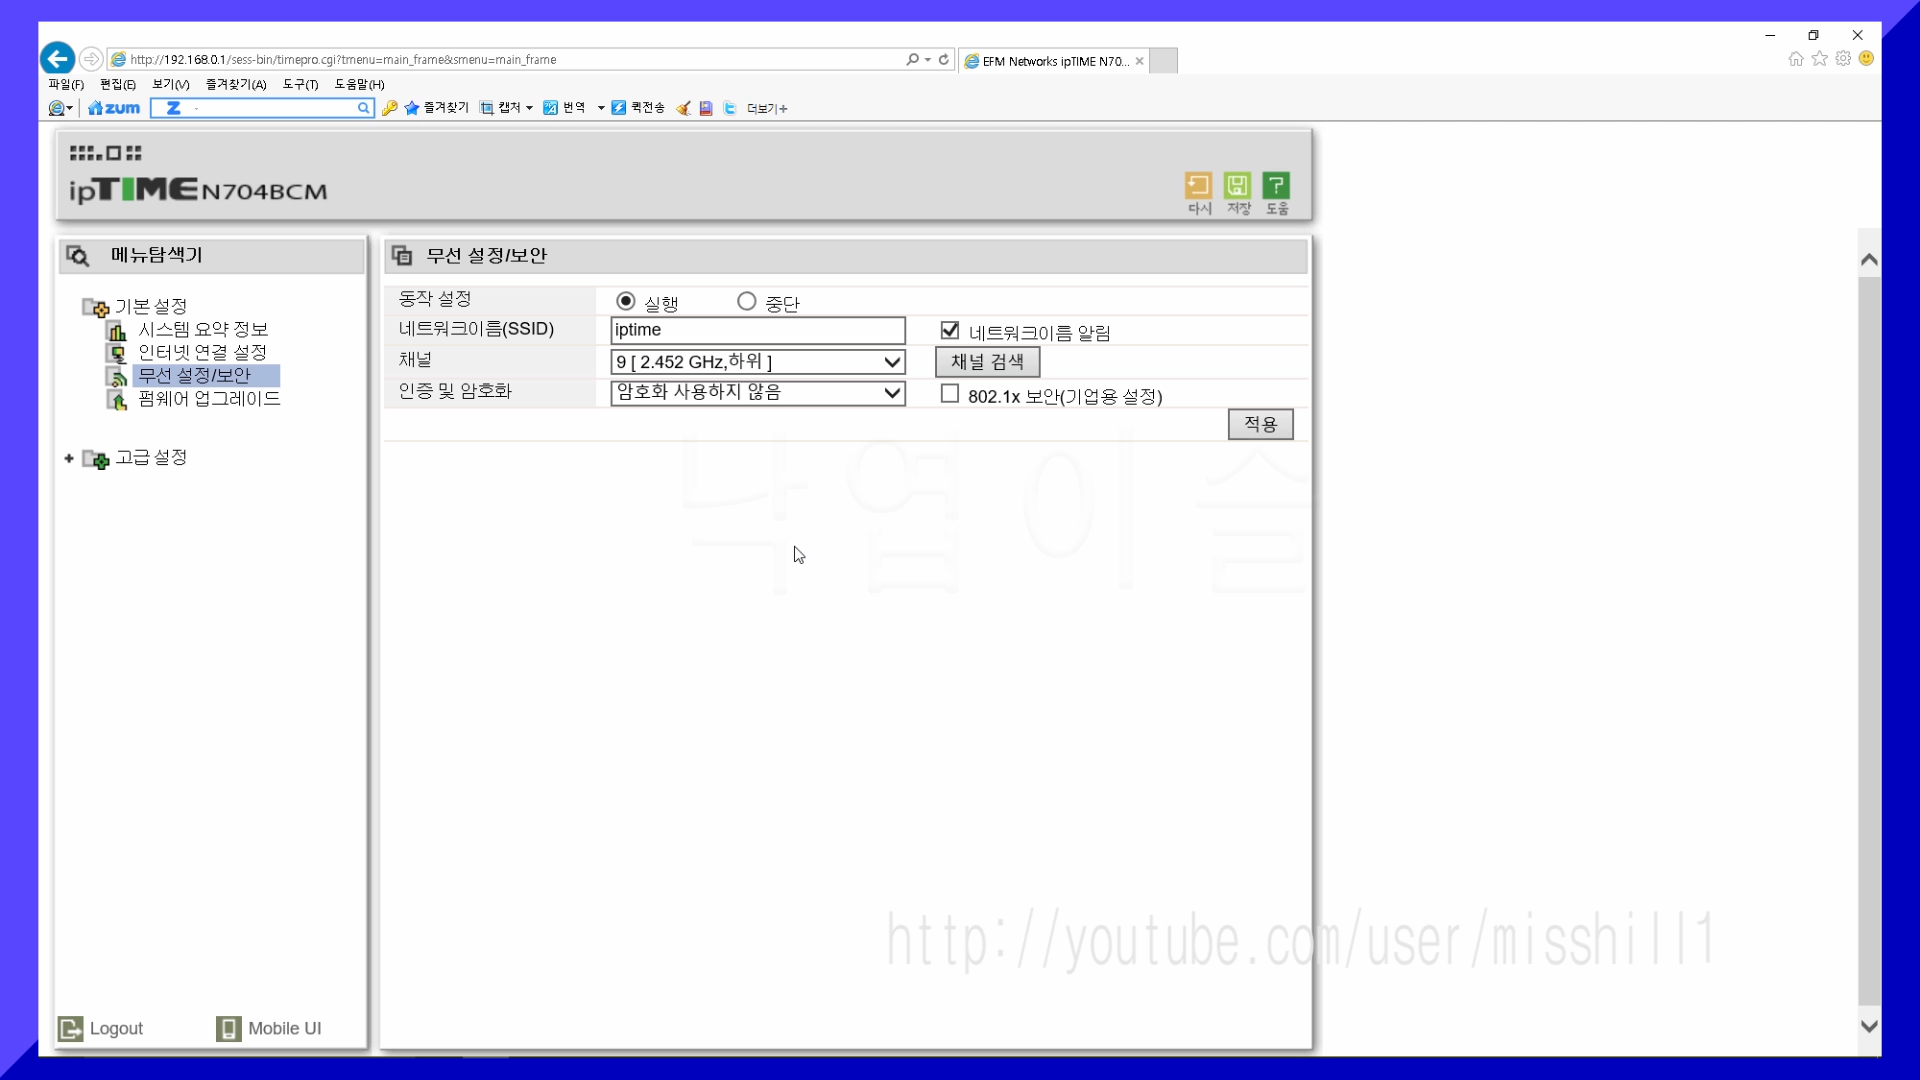 http://192.168.0.1/sess-bin/timepro.cgi?tmenu=main_frame&smenu=main_frame
EFM Networks ipTIME N70...
파일(F) 편집(E) 보기(V) 즐겨찾기(A) 도구(T) 도움말(H)
zum Z 즐겨찾기 캡처 번역 퀵전송 더보기+
ipTIME N704BCM
다시 저장 도움
메뉴탐색기
기본 설정
시스템 요약 정보
인터넷 연결 설정
무선 설정/보안
펌웨어 업그레이드
+ 고급 설정
Logout Mobile UI
무선 설정/보안
동작 설정 실행 중단
네트워크이름(SSID) iptime 네트워크이름 알림
채널 9 [ 2.452 GHz,하위 ] 채널 검색
인증 및 암호화 암호화 사용하지 않음 802.1x 보안(기업용 설정)
적용
낙엽이슬
http://youtube.com/user/misshill1